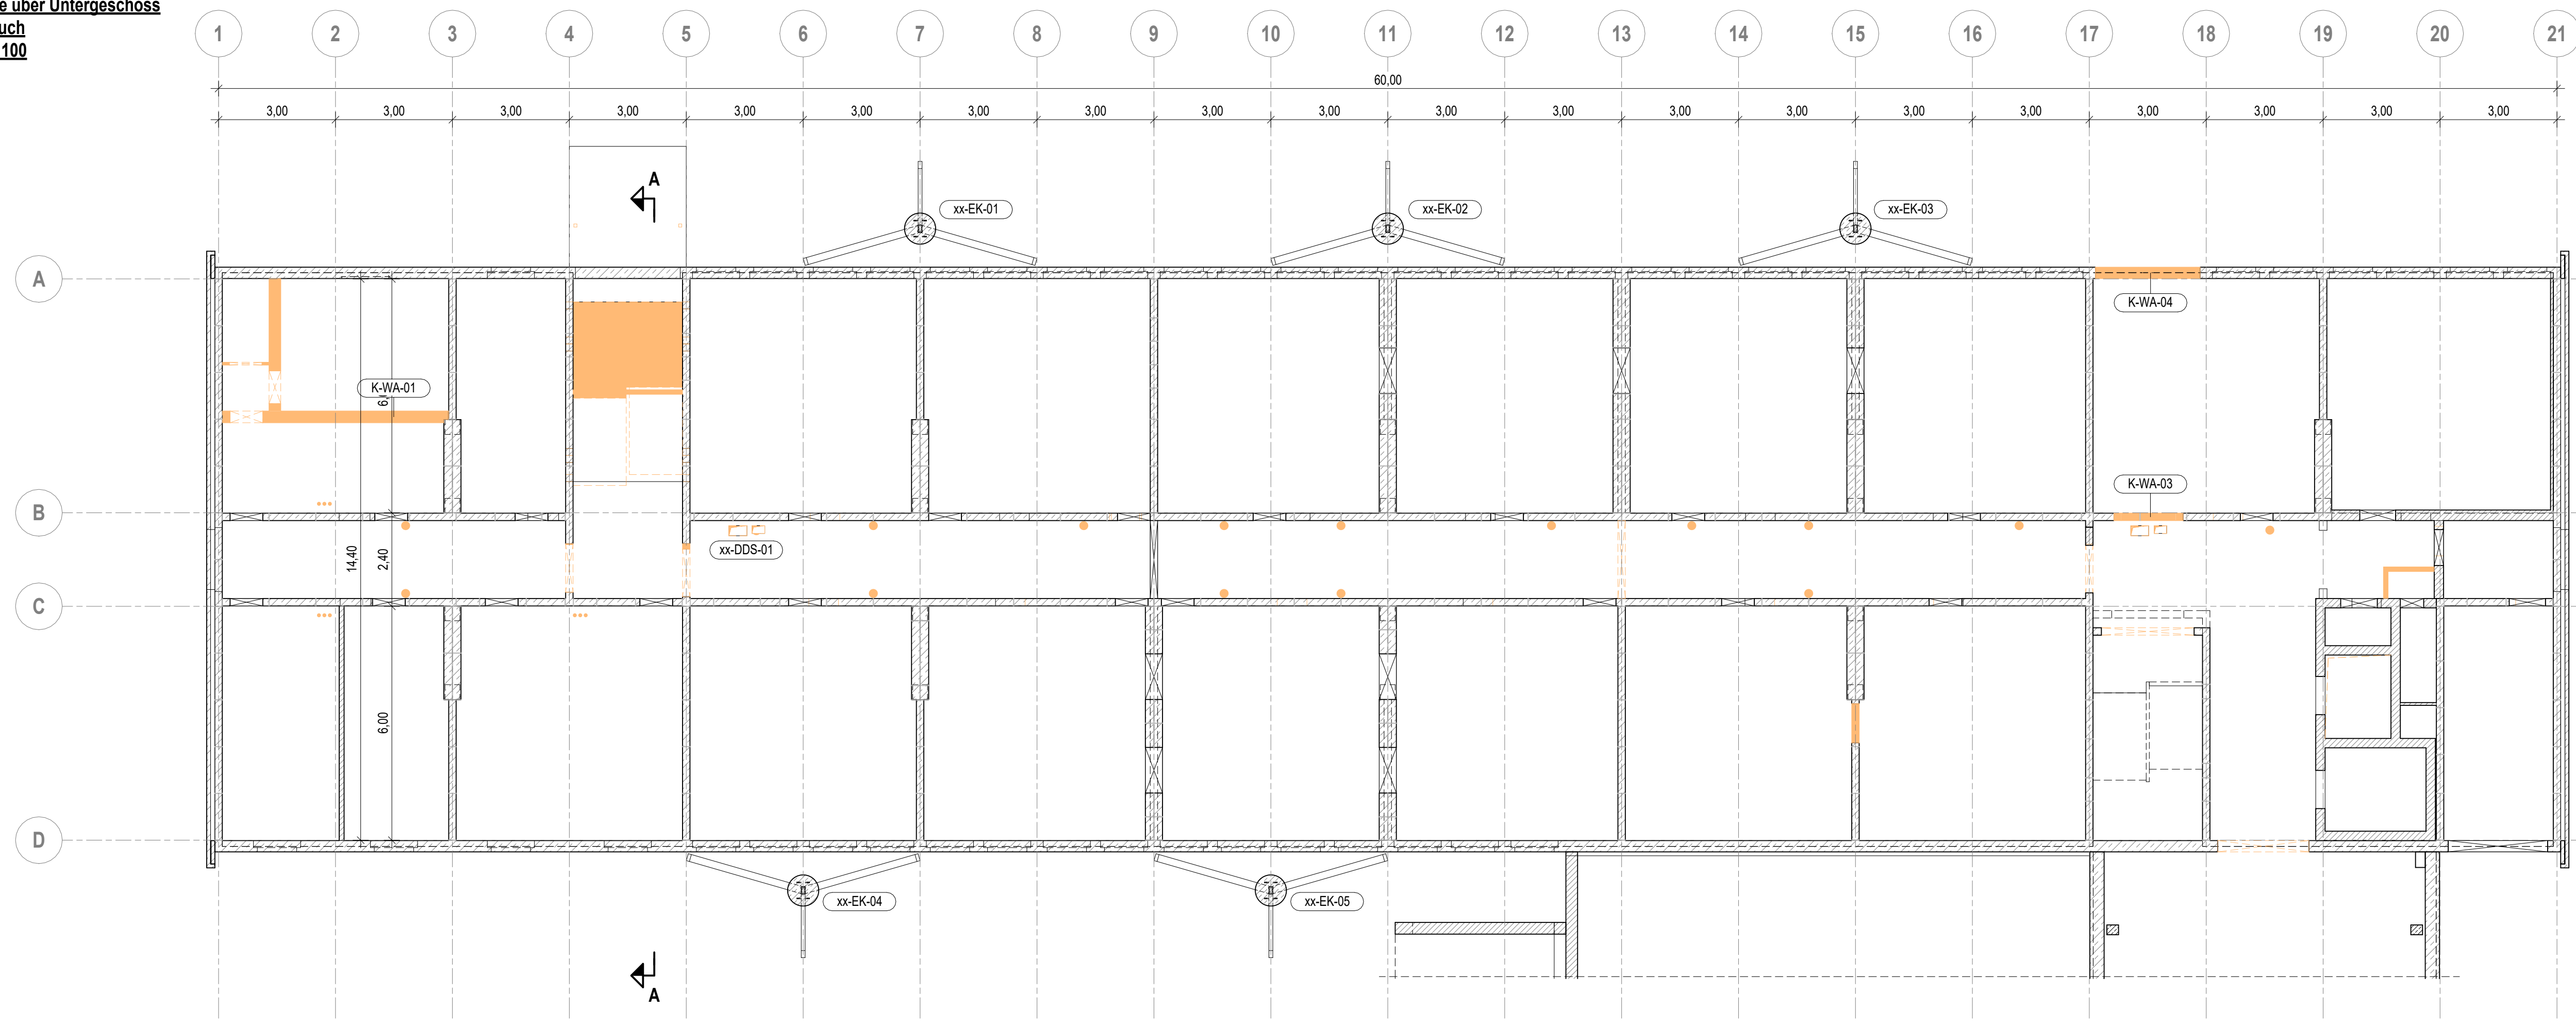 e über Untergeschoss
uch
100
1 2 3 4 5 6 7 8 9 10 11 12 13 14 15 16 17 18 19 20 21
60,00
3,00 3,00 3,00 3,00 3,00 3,00 3,00 3,00 3,00 3,00 3,00 3,00 3,00 3,00 3,00 3,00 3,00 3,00 3,00 3,00
A
xx-EK-01 xx-EK-02 xx-EK-03
A
K-WA-04
K-WA-01
6,
K-WA-03
B
xx-DDS-01
14,40
2,40
C
6,00
D
xx-EK-04 xx-EK-05
A